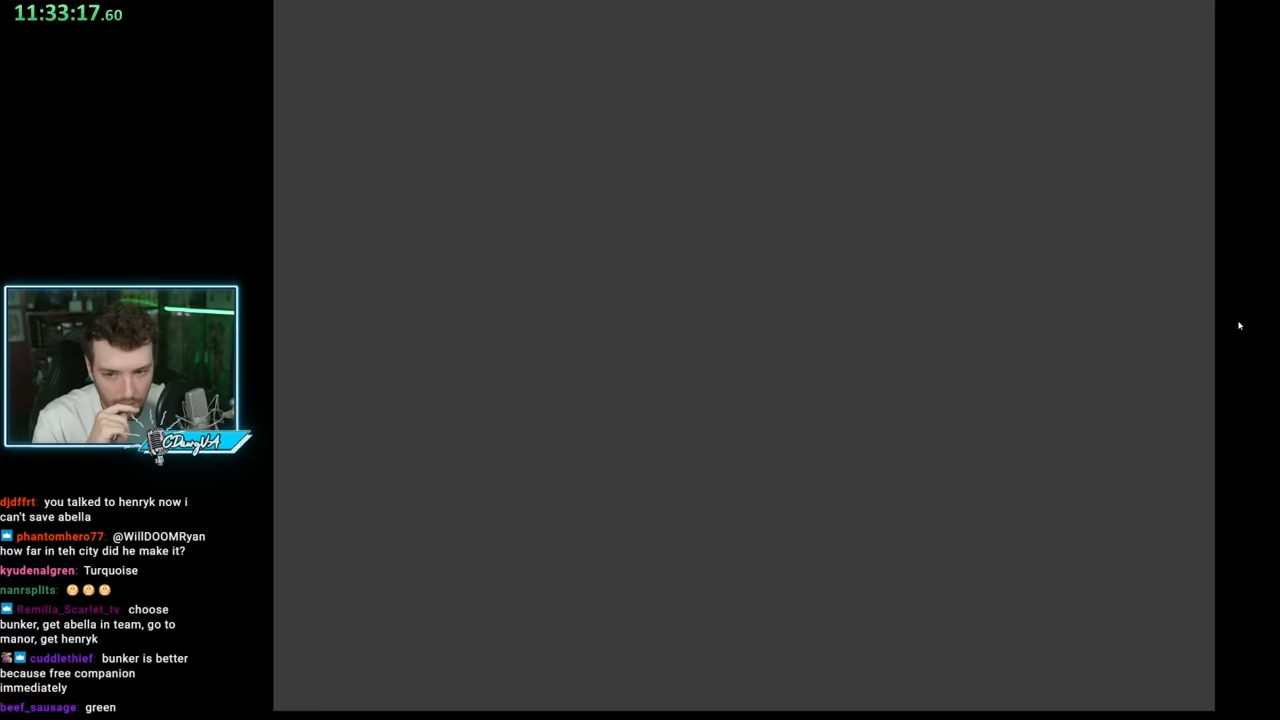 11:33:17.60
CDawgVA
djdffrt: you talked to henryk now i
can't save abella
phantomhero77: @WillDOOMRyan
how far in teh city did he make it?
kyudenalgren: Turquoise
nanrsplits:
Remilia_Scarlet_tv choose
bunker, get abella in team, go to
manor, get henryk
cuddlethief: bunker is better
because free companion
immediately
beef_sausage: green